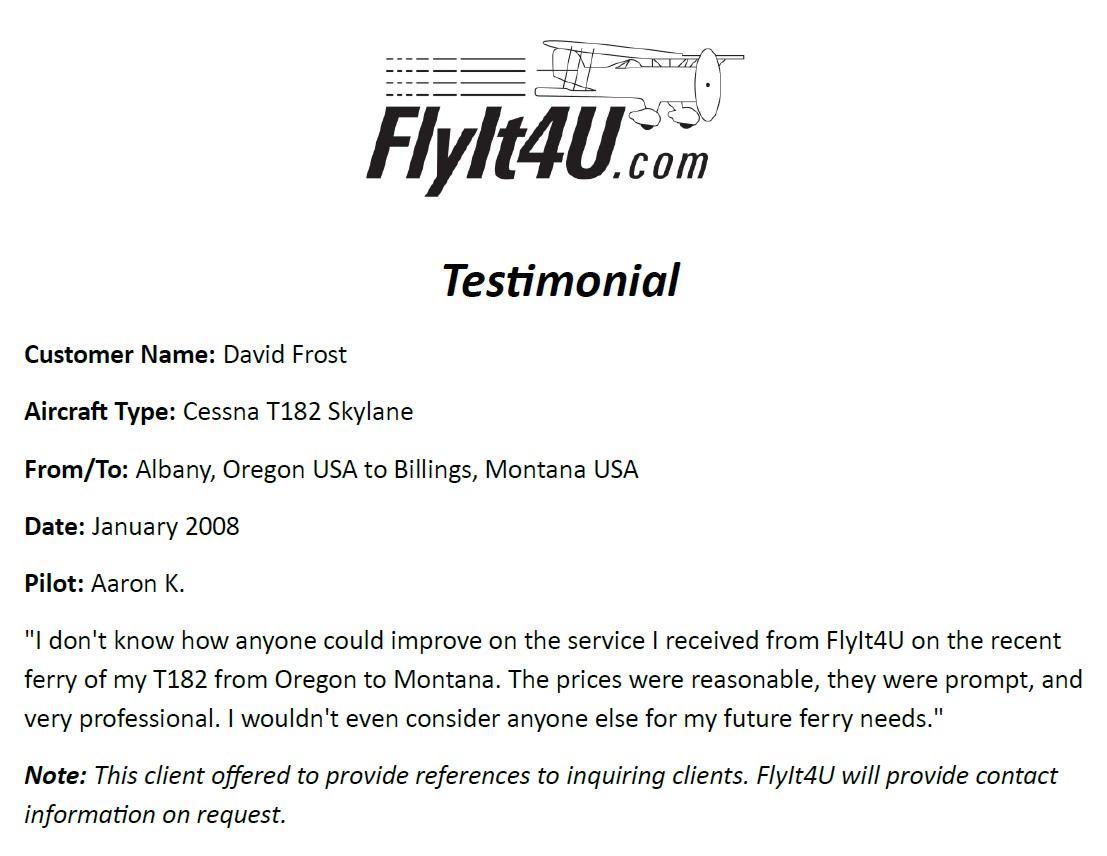 FlyIt4U.com
Testimonial
Customer Name: David Frost
Aircraft Type: Cessna T182 Skylane
From/To: Albany, Oregon USA to Billings, Montana USA
Date: January 2008
Pilot: Aaron K.
"I don't know how anyone could improve on the service I received from FlyIt4U on the recent
ferry of my T182 from Oregon to Montana. The prices were reasonable, they were prompt, and
very professional. I wouldn't even consider anyone else for my future ferry needs."
Note: This client offered to provide references to inquiring clients. FlyIt4U will provide contact
information on request.